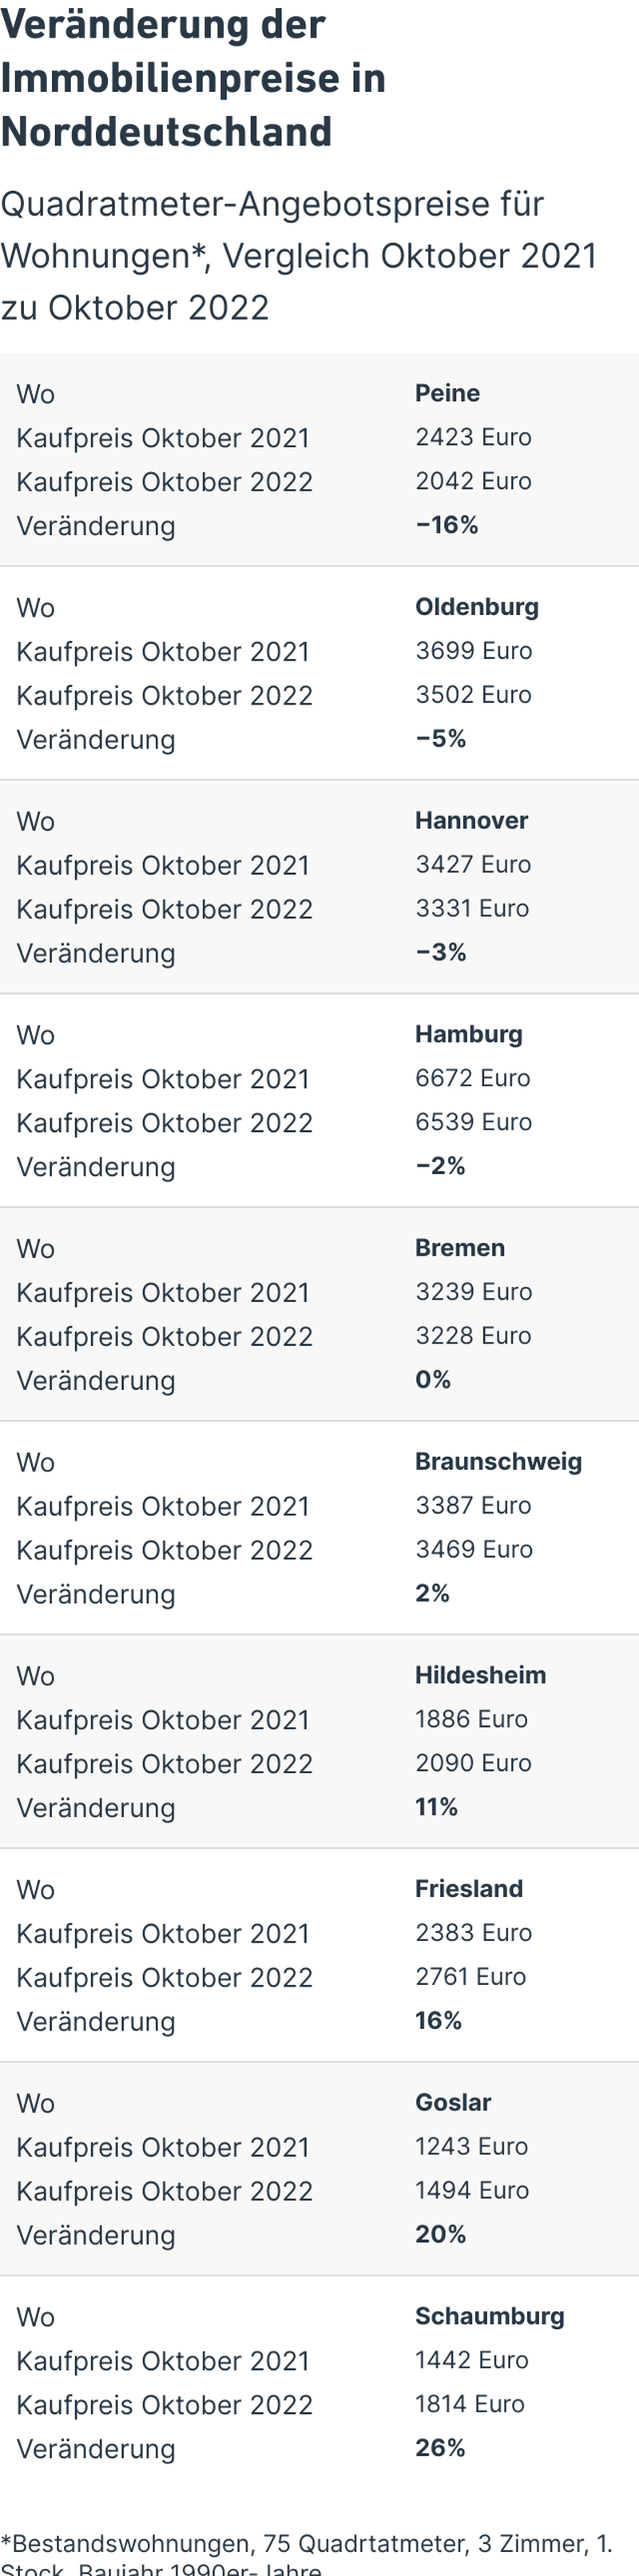 Veränderung der
Immobilienpreise in
Norddeutschland
Quadratmeter-Angebotspreise für
Wohnungen*, Vergleich Oktober 2021
zu Oktober 2022
Wo Peine
Kaufpreis Oktober 2021 2423 Euro
Kaufpreis Oktober 2022 2042 Euro
Veränderung −16%
Wo Oldenburg
Kaufpreis Oktober 2021 3699 Euro
Kaufpreis Oktober 2022 3502 Euro
Veränderung −5%
Wo Hannover
Kaufpreis Oktober 2021 3427 Euro
Kaufpreis Oktober 2022 3331 Euro
Veränderung −3%
Wo Hamburg
Kaufpreis Oktober 2021 6672 Euro
Kaufpreis Oktober 2022 6539 Euro
Veränderung −2%
Wo Bremen
Kaufpreis Oktober 2021 3239 Euro
Kaufpreis Oktober 2022 3228 Euro
Veränderung 0%
Wo Braunschweig
Kaufpreis Oktober 2021 3387 Euro
Kaufpreis Oktober 2022 3469 Euro
Veränderung 2%
Wo Hildesheim
Kaufpreis Oktober 2021 1886 Euro
Kaufpreis Oktober 2022 2090 Euro
Veränderung 11%
Wo Friesland
Kaufpreis Oktober 2021 2383 Euro
Kaufpreis Oktober 2022 2761 Euro
Veränderung 16%
Wo Goslar
Kaufpreis Oktober 2021 1243 Euro
Kaufpreis Oktober 2022 1494 Euro
Veränderung 20%
Wo Schaumburg
Kaufpreis Oktober 2021 1442 Euro
Kaufpreis Oktober 2022 1814 Euro
Veränderung 26%
*Bestandswohnungen, 75 Quadrtatmeter, 3 Zimmer, 1.
Stock, Baujahr 1990er-Jahre